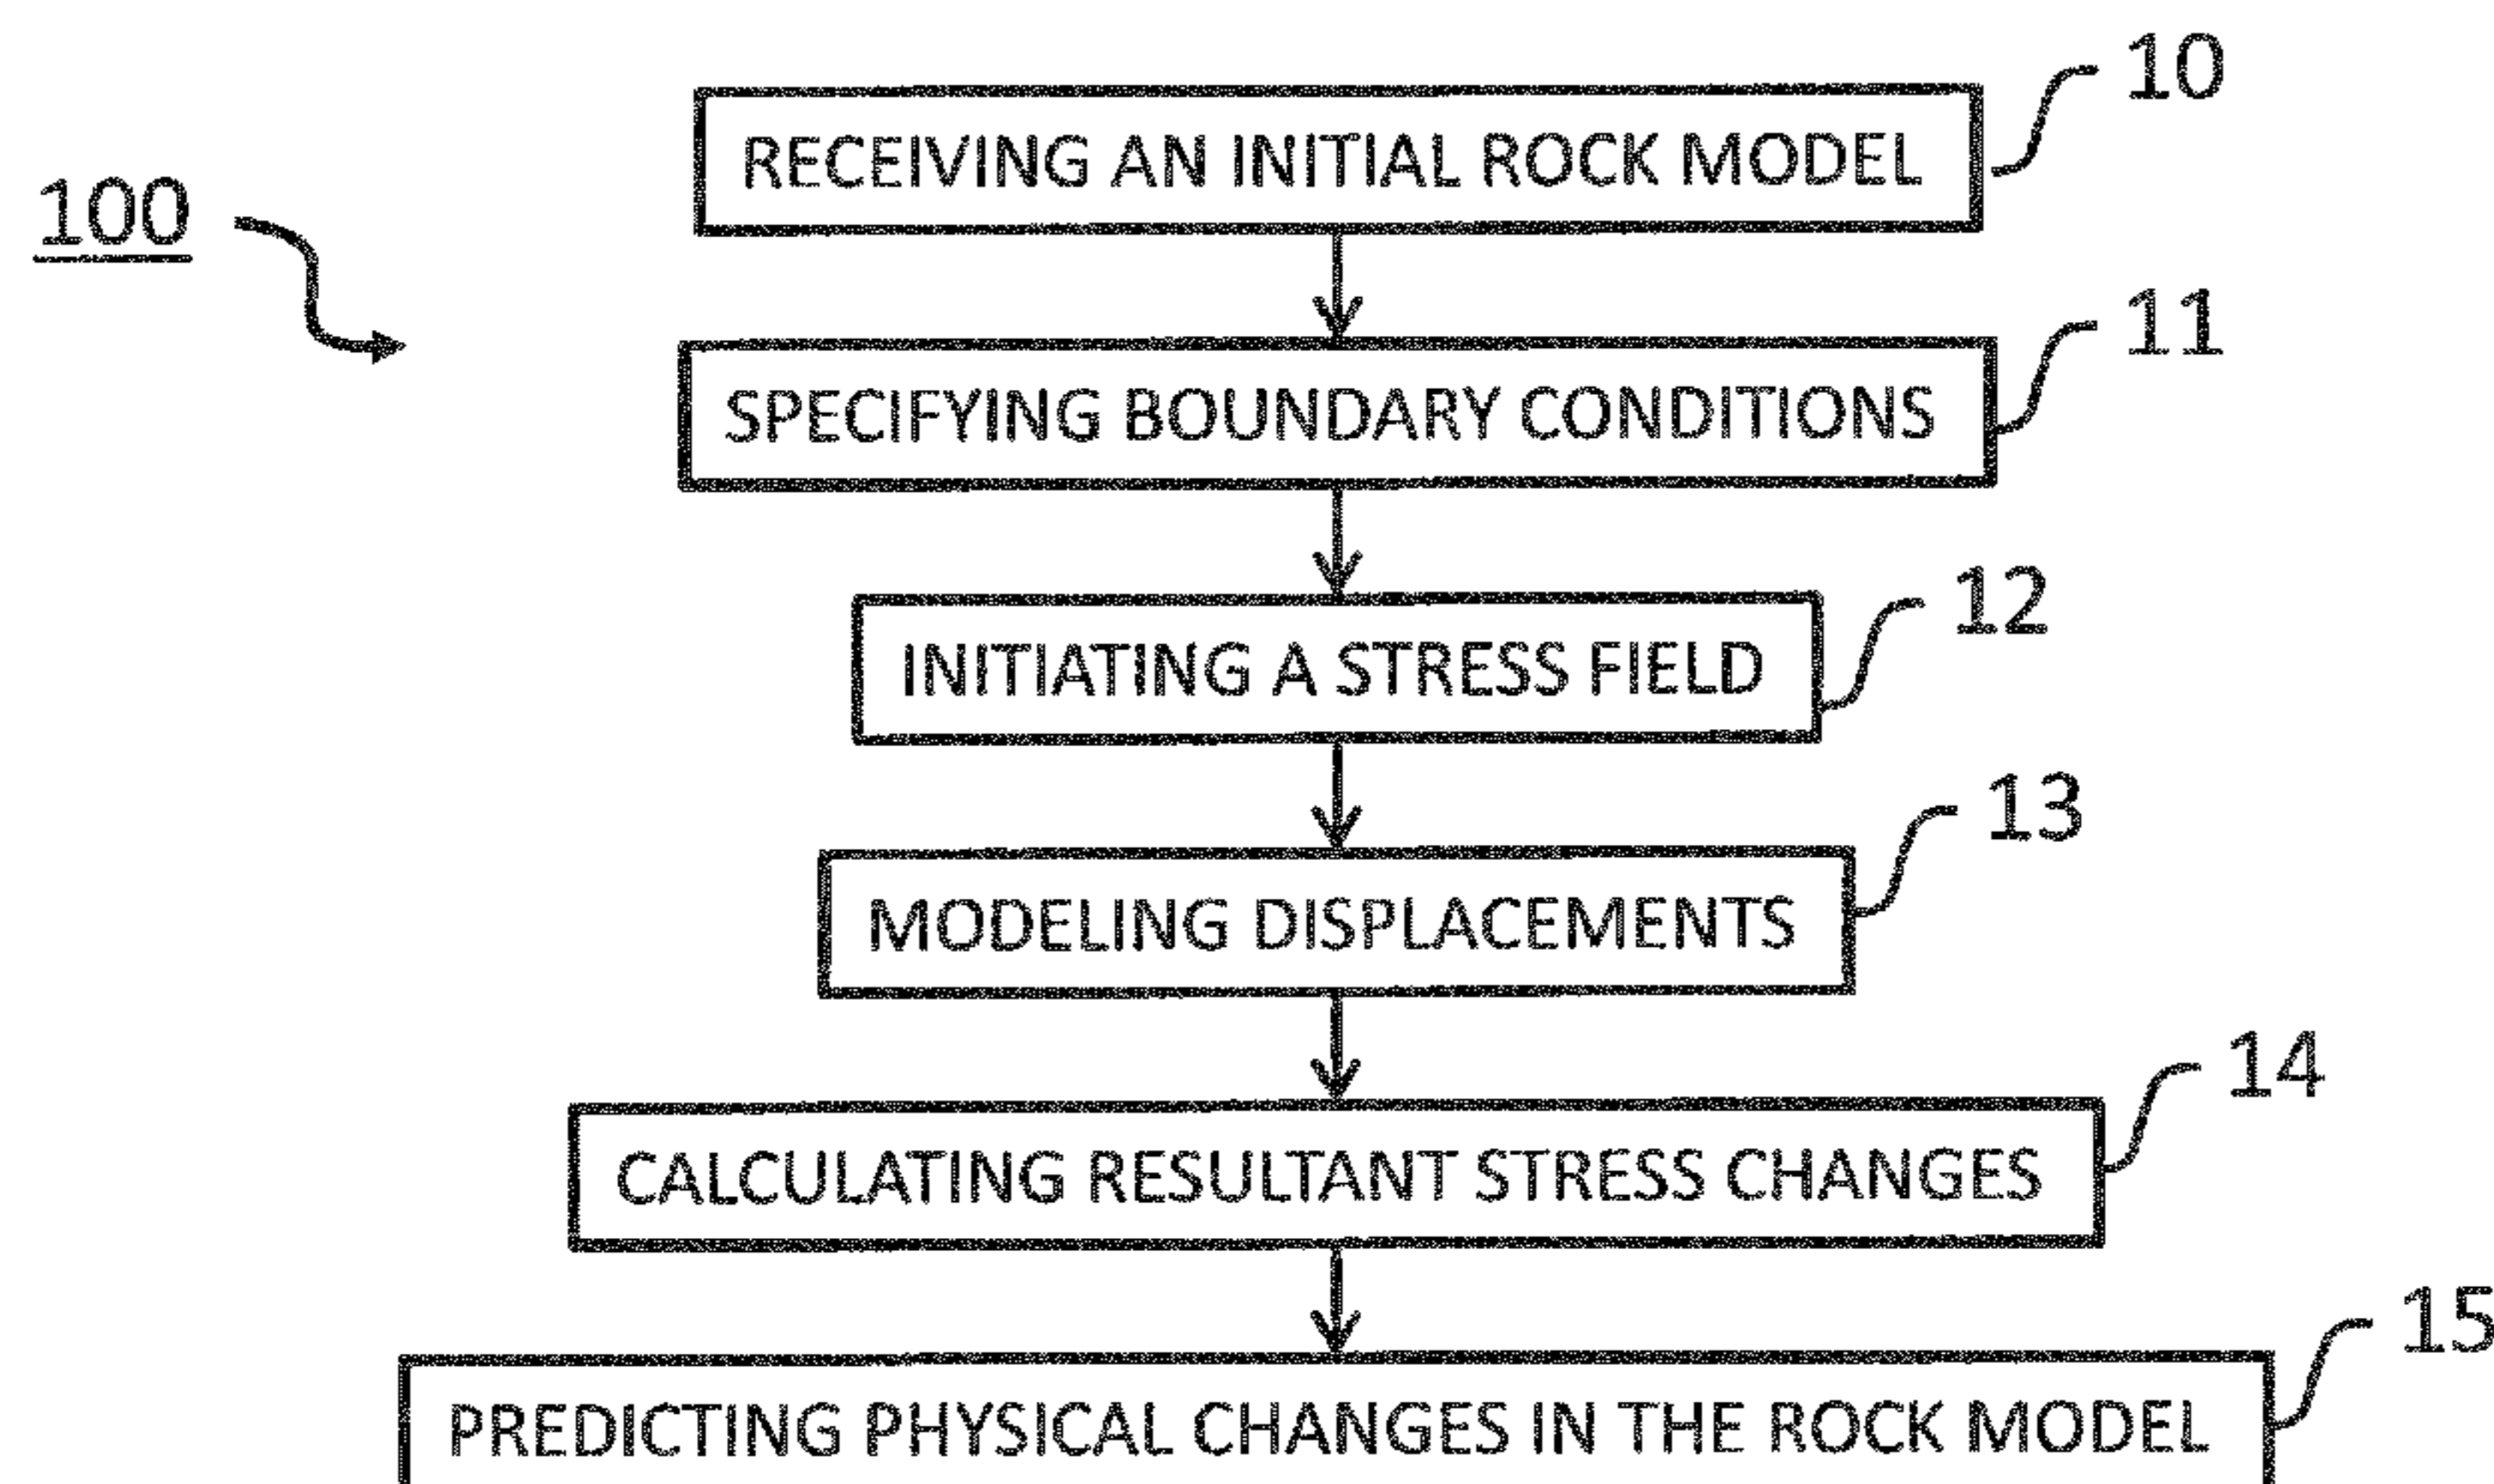 10
RECEIVING AN INITIAL ROCK MODEL
100
11
SPECIFYING BOUNDARY CONDITIONS
12
INITIATING A STRESS FIELD
13
MODELING DISPLACEMENTS
14
CALCULATING RESULTANT STRESS CHANGES
15
PREDICTING PHYSICAL CHANGES IN THE ROCK MODEL